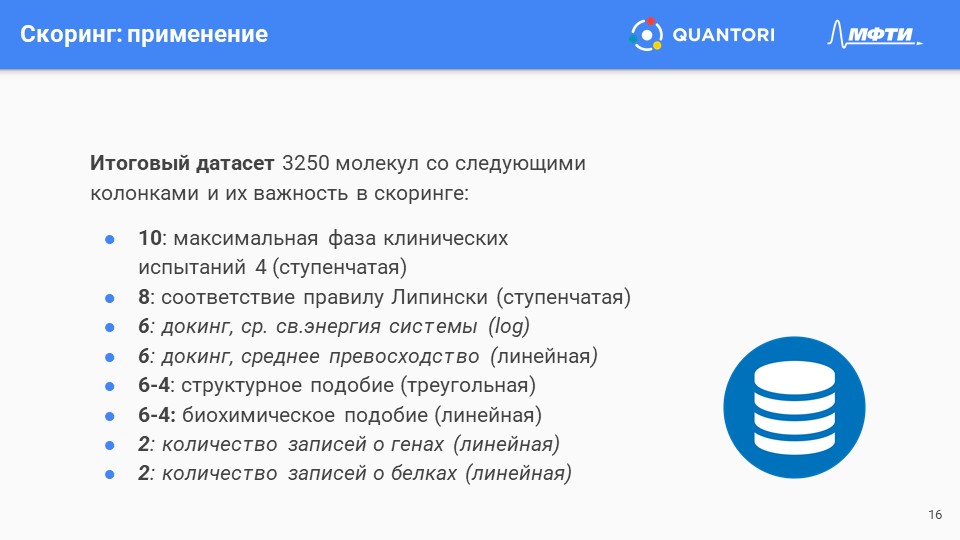 Скоринг: применение
QUANTORI
МФТИ
Итоговый датасет 3250 молекул со следующими
колонками и их важность в скоринге:
● 10: максимальная фаза клинических
испытаний 4 (ступенчатая)
● 8: соответствие правилу Липински (ступенчатая)
● 6: докинг, ср. св.энергия системы (log)
● 6: докинг, среднее превосходство (линейная)
● 6-4: структурное подобие (треугольная)
● 6-4: биохимическое подобие (линейная)
● 2: количество записей о генах (линейная)
● 2: количество записей о белках (линейная)
16